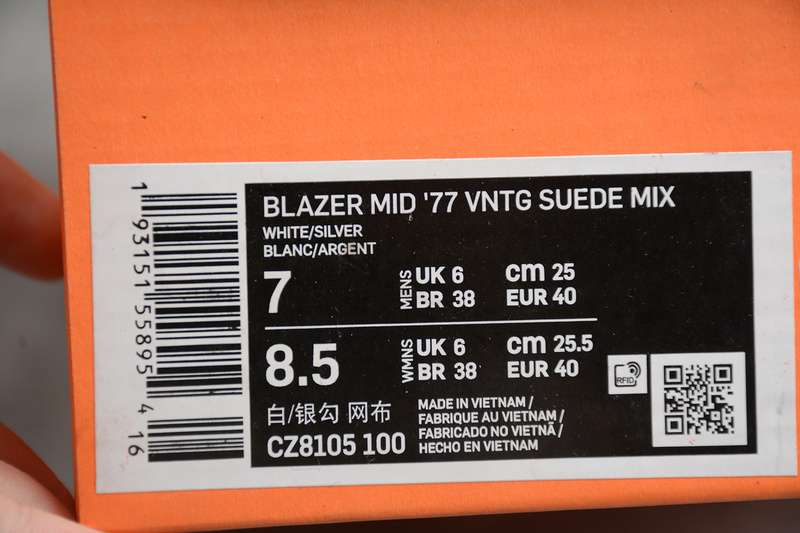 BLAZER MID '77 VNTG SUEDE MIX
WHITE/SILVER
BLANC/ARGENT
7 MENS UK 6 cm 25
BR 38 EUR 40
8.5 WMNS UK 6 cm 25.5
BR 38 EUR 40
RFID
白/银勾 网布
CZ8105 100
MADE IN VIETNAM /
FABRIQUE AU VIETNAM /
FABRICADO NO VIETNÃ /
HECHO EN VIETNAM
1 93151 55895 4 16